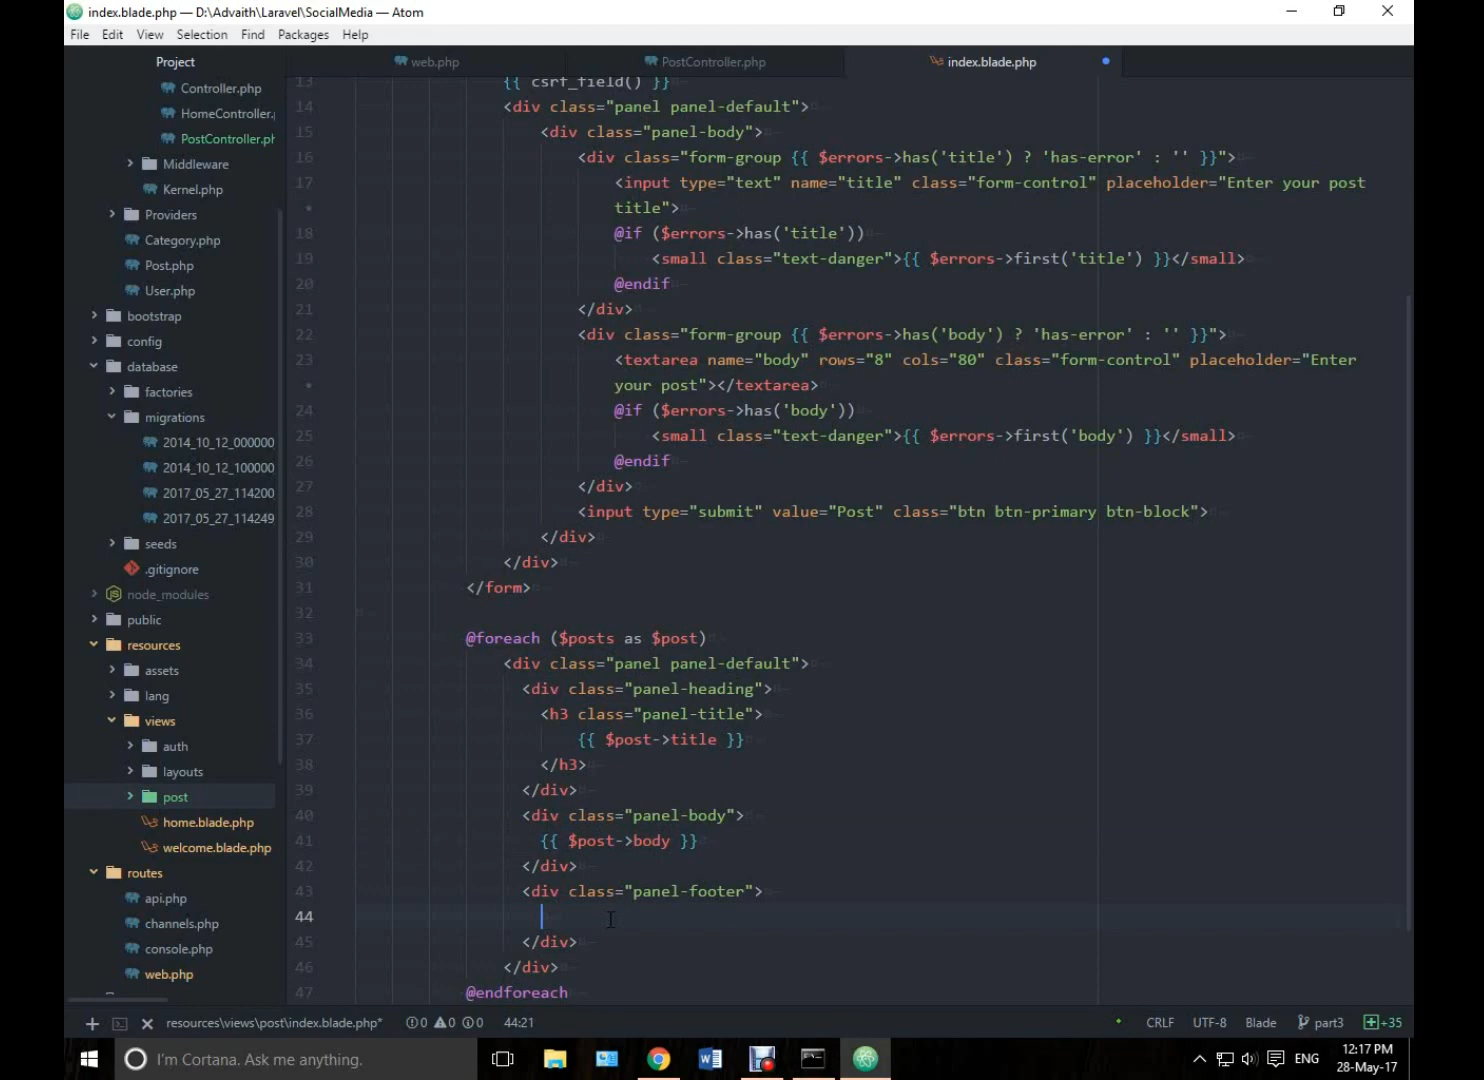 index.blade.php — D:\Advaith\Laravel\SocialMedia — Atom
File Edit View Selection Find Packages Help
Project
web.php
PostController.php
index.blade.php
Controller.php
HomeController.
PostController.ph
Middleware
Kernel.php
Providers
Category.php
Post.php
User.php
bootstrap
config
database
factories
migrations
2014_10_12_000000
2014_10_12_100000
2017_05_27_114200
2017_05_27_114249
seeds
.gitignore
node_modules
public
resources
assets
lang
views
auth
layouts
post
home.blade.php
welcome.blade.php
routes
api.php
channels.php
console.php
web.php
13 {{ csrf_field() }}
14 <div class="panel panel-default">
15 <div class="panel-body">
16 <div class="form-group {{ $errors->has('title') ? 'has-error' : '' }}">
17 <input type="text" name="title" class="form-control" placeholder="Enter your post
• title">
18 @if ($errors->has('title'))
19 <small class="text-danger">{{ $errors->first('title') }}</small>
20 @endif
21 </div>
22 <div class="form-group {{ $errors->has('body') ? 'has-error' : '' }}">
23 <textarea name="body" rows="8" cols="80" class="form-control" placeholder="Enter
• your post"></textarea>
24 @if ($errors->has('body'))
25 <small class="text-danger">{{ $errors->first('body') }}</small>
26 @endif
27 </div>
28 <input type="submit" value="Post" class="btn btn-primary btn-block">
29 </div>
30 </div>
31 </form>
32
33 @foreach ($posts as $post)
34 <div class="panel panel-default">
35 <div class="panel-heading">
36 <h3 class="panel-title">
37 {{ $post->title }}
38 </h3>
39 </div>
40 <div class="panel-body">
41 {{ $post->body }}
42 </div>
43 <div class="panel-footer">
44
45 </div>
46 </div>
47 @endforeach
resources\views\post\index.blade.php* 0 0 0 44:21 CRLF UTF-8 Blade part3 +35
I'm Cortana. Ask me anything.
ENG
12:17 PM
28-May-17